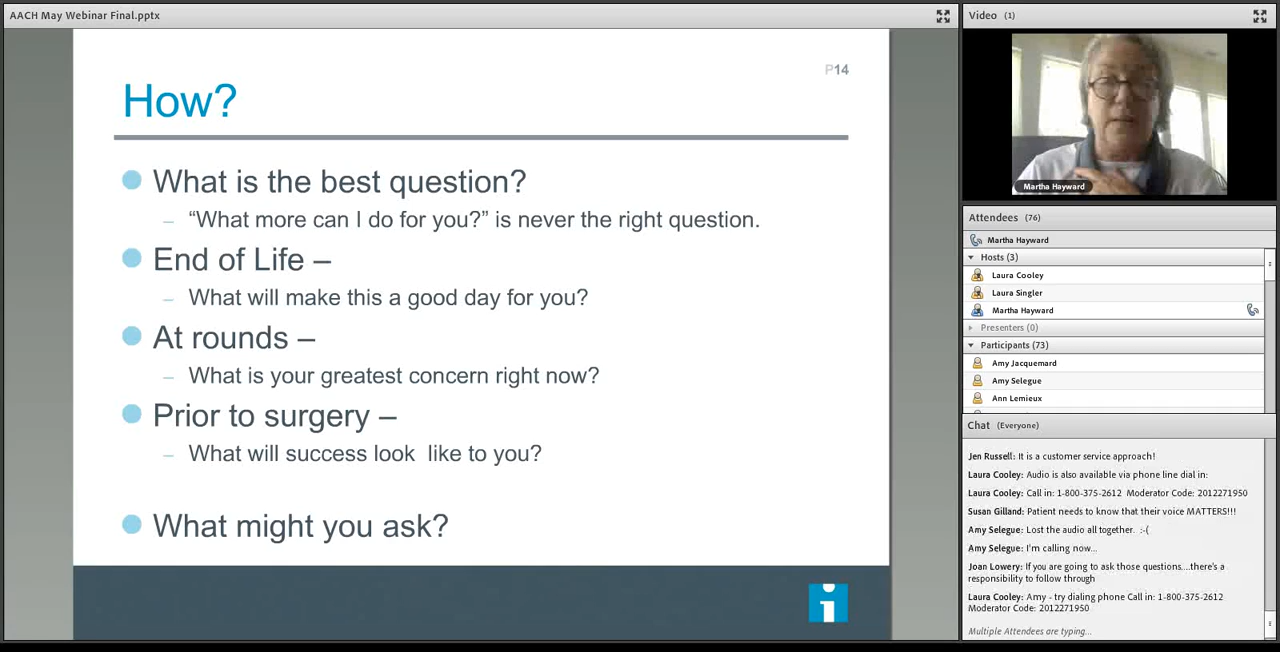 AACH May Webinar Final.pptx
P14
How?
What is the best question?
– “What more can I do for you?” is never the right question.
End of Life –
– What will make this a good day for you?
At rounds –
– What is your greatest concern right now?
Prior to surgery –
– What will success look  like to you?
What might you ask?
i
Video (1)
Martha Hayward
Attendees (76)
Martha Hayward
Hosts (3)
Laura Cooley
Laura Singler
Martha Hayward
Presenters (0)
Participants (73)
Amy Jacquemard
Amy Selegue
Ann Lemieux
Chat (Everyone)
Jen Russell: It is a customer service approach!
Laura Cooley: Audio is also available via phone line dial in:
Laura Cooley: Call in: 1-800-375-2612  Moderator Code: 2012271950
Susan Gilland: Patient needs to know that their voice MATTERS!!!
Amy Selegue: Lost the audio all together.  :-(
Amy Selegue: I'm calling now...
Joan Lowery: If you are going to ask those questions....there's a
responsibility to follow through
Laura Cooley: Amy - try dialing phone Call in: 1-800-375-2612
Moderator Code: 2012271950
Multiple Attendees are typing...